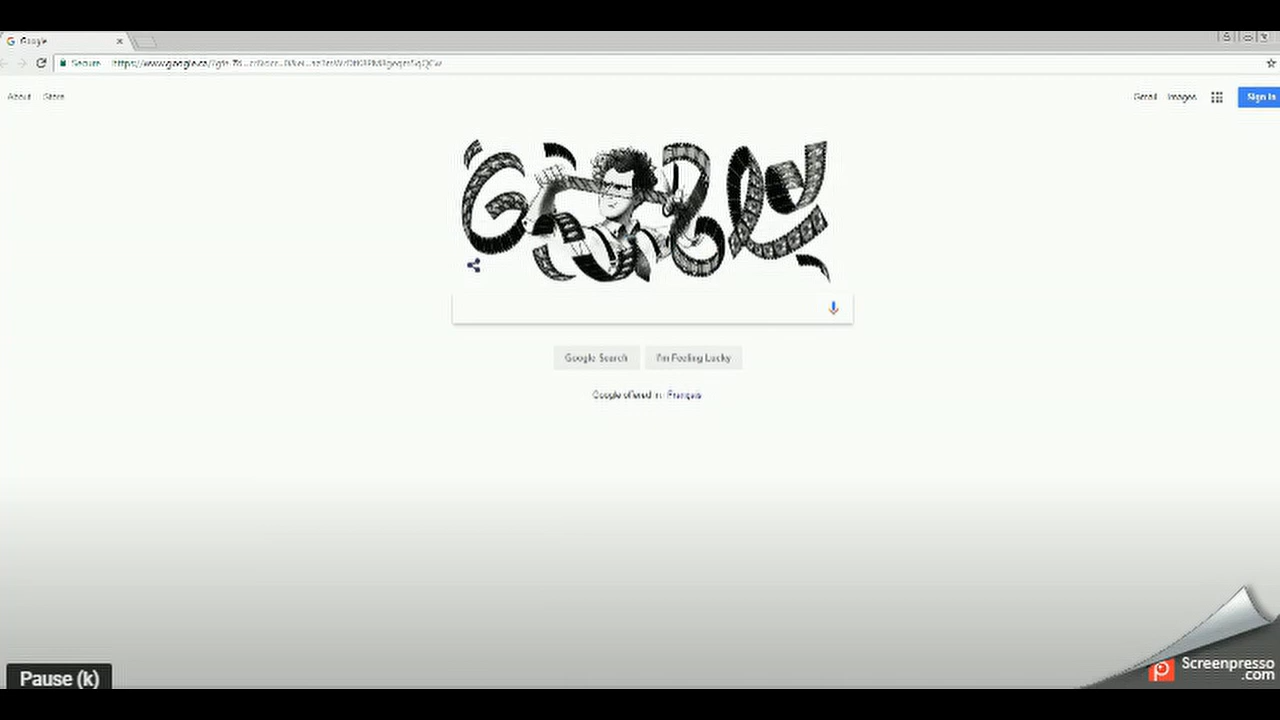 Google
Secure
About Store
Gmail Images
Sign in
Google Search I'm Feeling Lucky
Google offered in: Français
Pause (k)
Screenpresso
.com